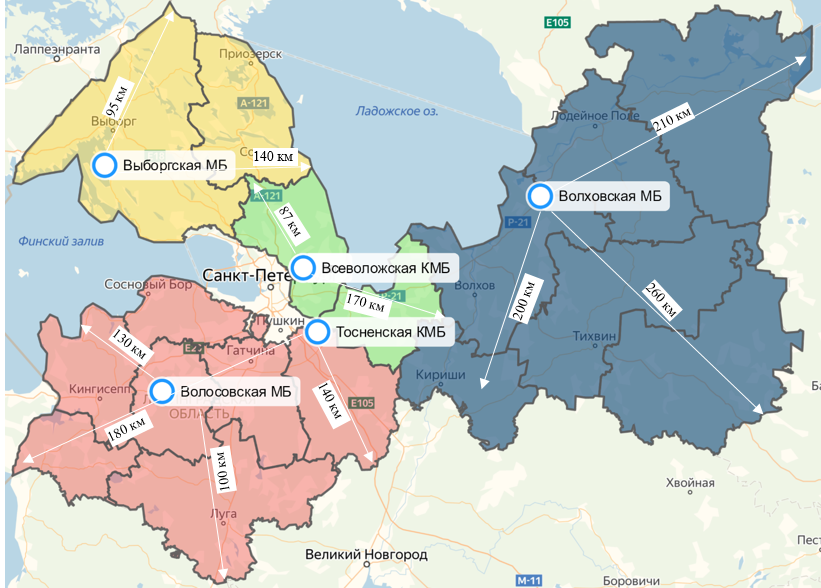 E105
Лаппеэнранта
Приозерск
95 км
А-121
Ладожское оз.
Выборг
Лодейное Поле
210 км
140 км
Выборгская МБ
А-121
Волховская МБ
87 км
Р-21
Финский залив
Санкт-Пете
Всеволожская КМБ
Сосновый Бор
Волхов
260 км
170 км
-21
200 км
Пушкин
Тосненская КМБ
130 км
Гатчина
Тихвин
Кириши
Кингисепп
Волосовская МБ
140 км
E105
ОБЛАСТЬ
180 км
100 км
Хвойная
Луга
Великий Новгород
М-11
Боровичи
Пест